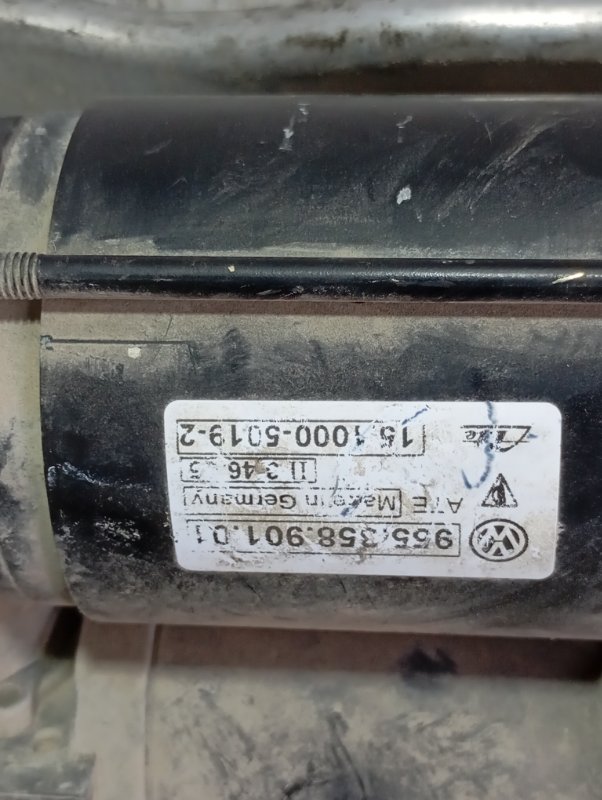 955.358.901.01
ATE Made in Germany
15.1000-5019-2